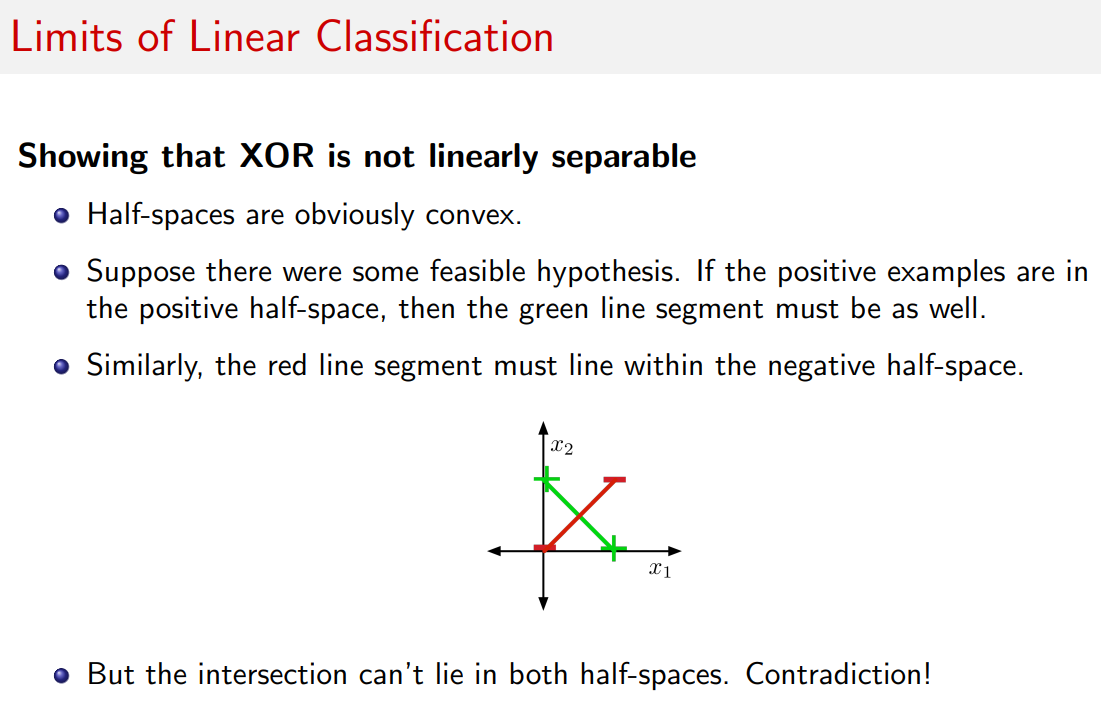 Limits of Linear Classification
Showing that XOR is not linearly separable
Half-spaces are obviously convex.
Suppose there were some feasible hypothesis. If the positive examples are in
the positive half-space, then the green line segment must be as well.
Similarly, the red line segment must line within the negative half-space.
x₂
x₁
But the intersection can't lie in both half-spaces. Contradiction!